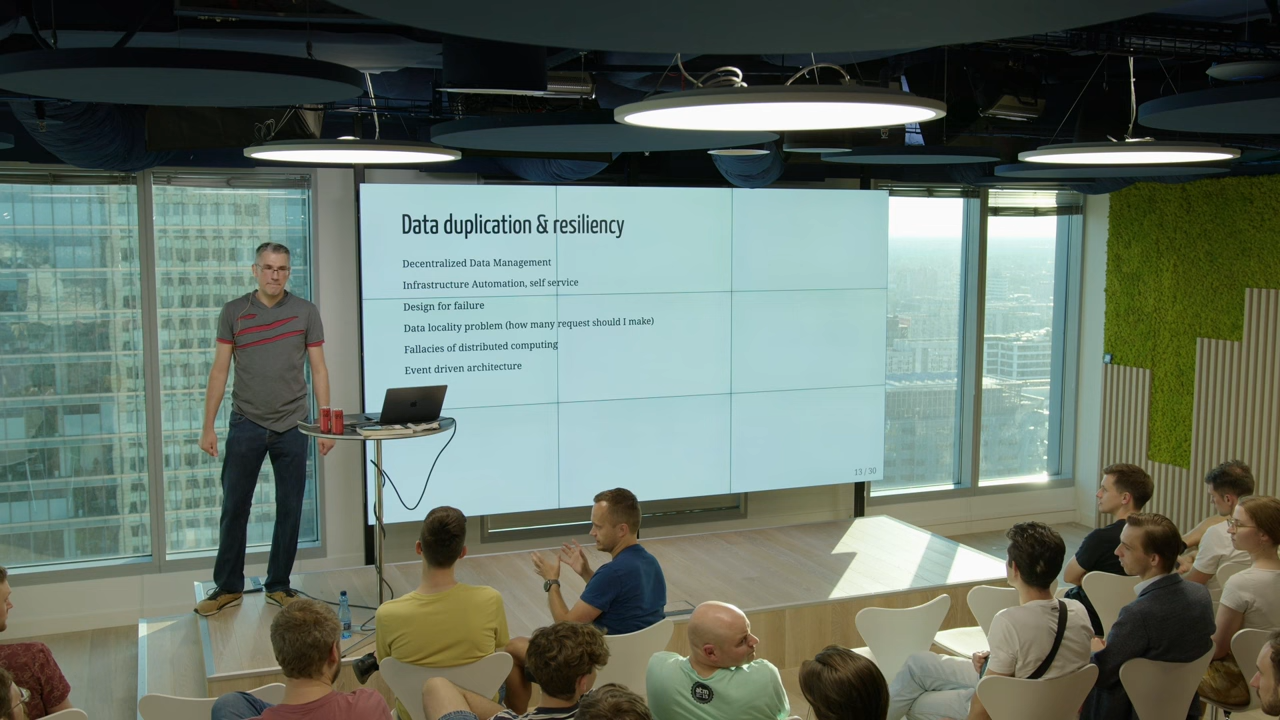 Data duplication & resiliency
Decentralized Data Management
Infrastructure Automation, self service
Design for failure
Data locality problem (how many request should I make)
Fallacies of distributed computing
Event driven architecture
13 / 30
atm